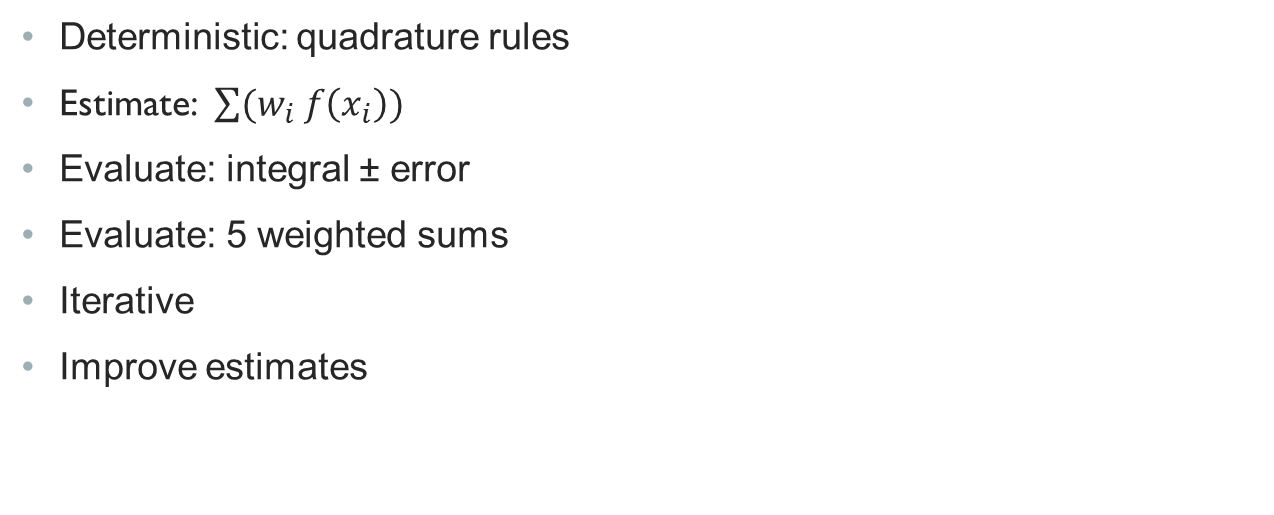 • Deterministic: quadrature rules
• Estimate: ∑(wᵢ f(xᵢ))
• Evaluate: integral ± error
• Evaluate: 5 weighted sums
• Iterative
• Improve estimates